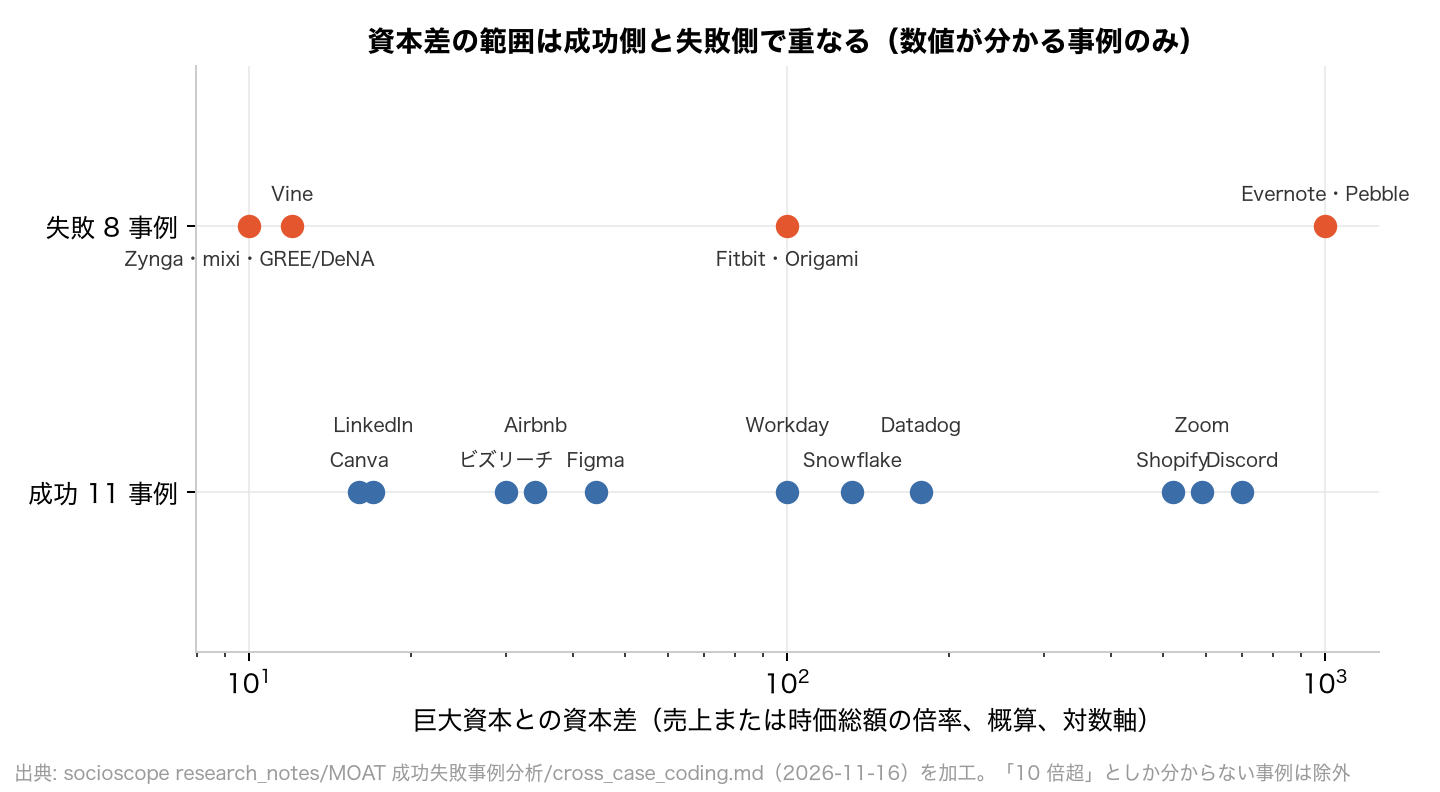 資本差の範囲は成功側と失敗側で重なる（数値が分かる事例のみ）
Vine
Evernote・Pebble
失敗 8 事例
Zynga・mixi・GREE/DeNA
Fitbit・Origami
LinkedIn
Airbnb
Workday
Datadog
Zoom
Canva
ビズリーチ
Figma
Snowflake
Shopify
Discord
成功 11 事例
10¹
10²
10³
巨大資本との資本差（売上または時価総額の倍率、概算、対数軸）
出典: socioscope research_notes/MOAT 成功失敗事例分析/cross_case_coding.md（2026-11-16）を加工。「10 倍超」としか分からない事例は除外